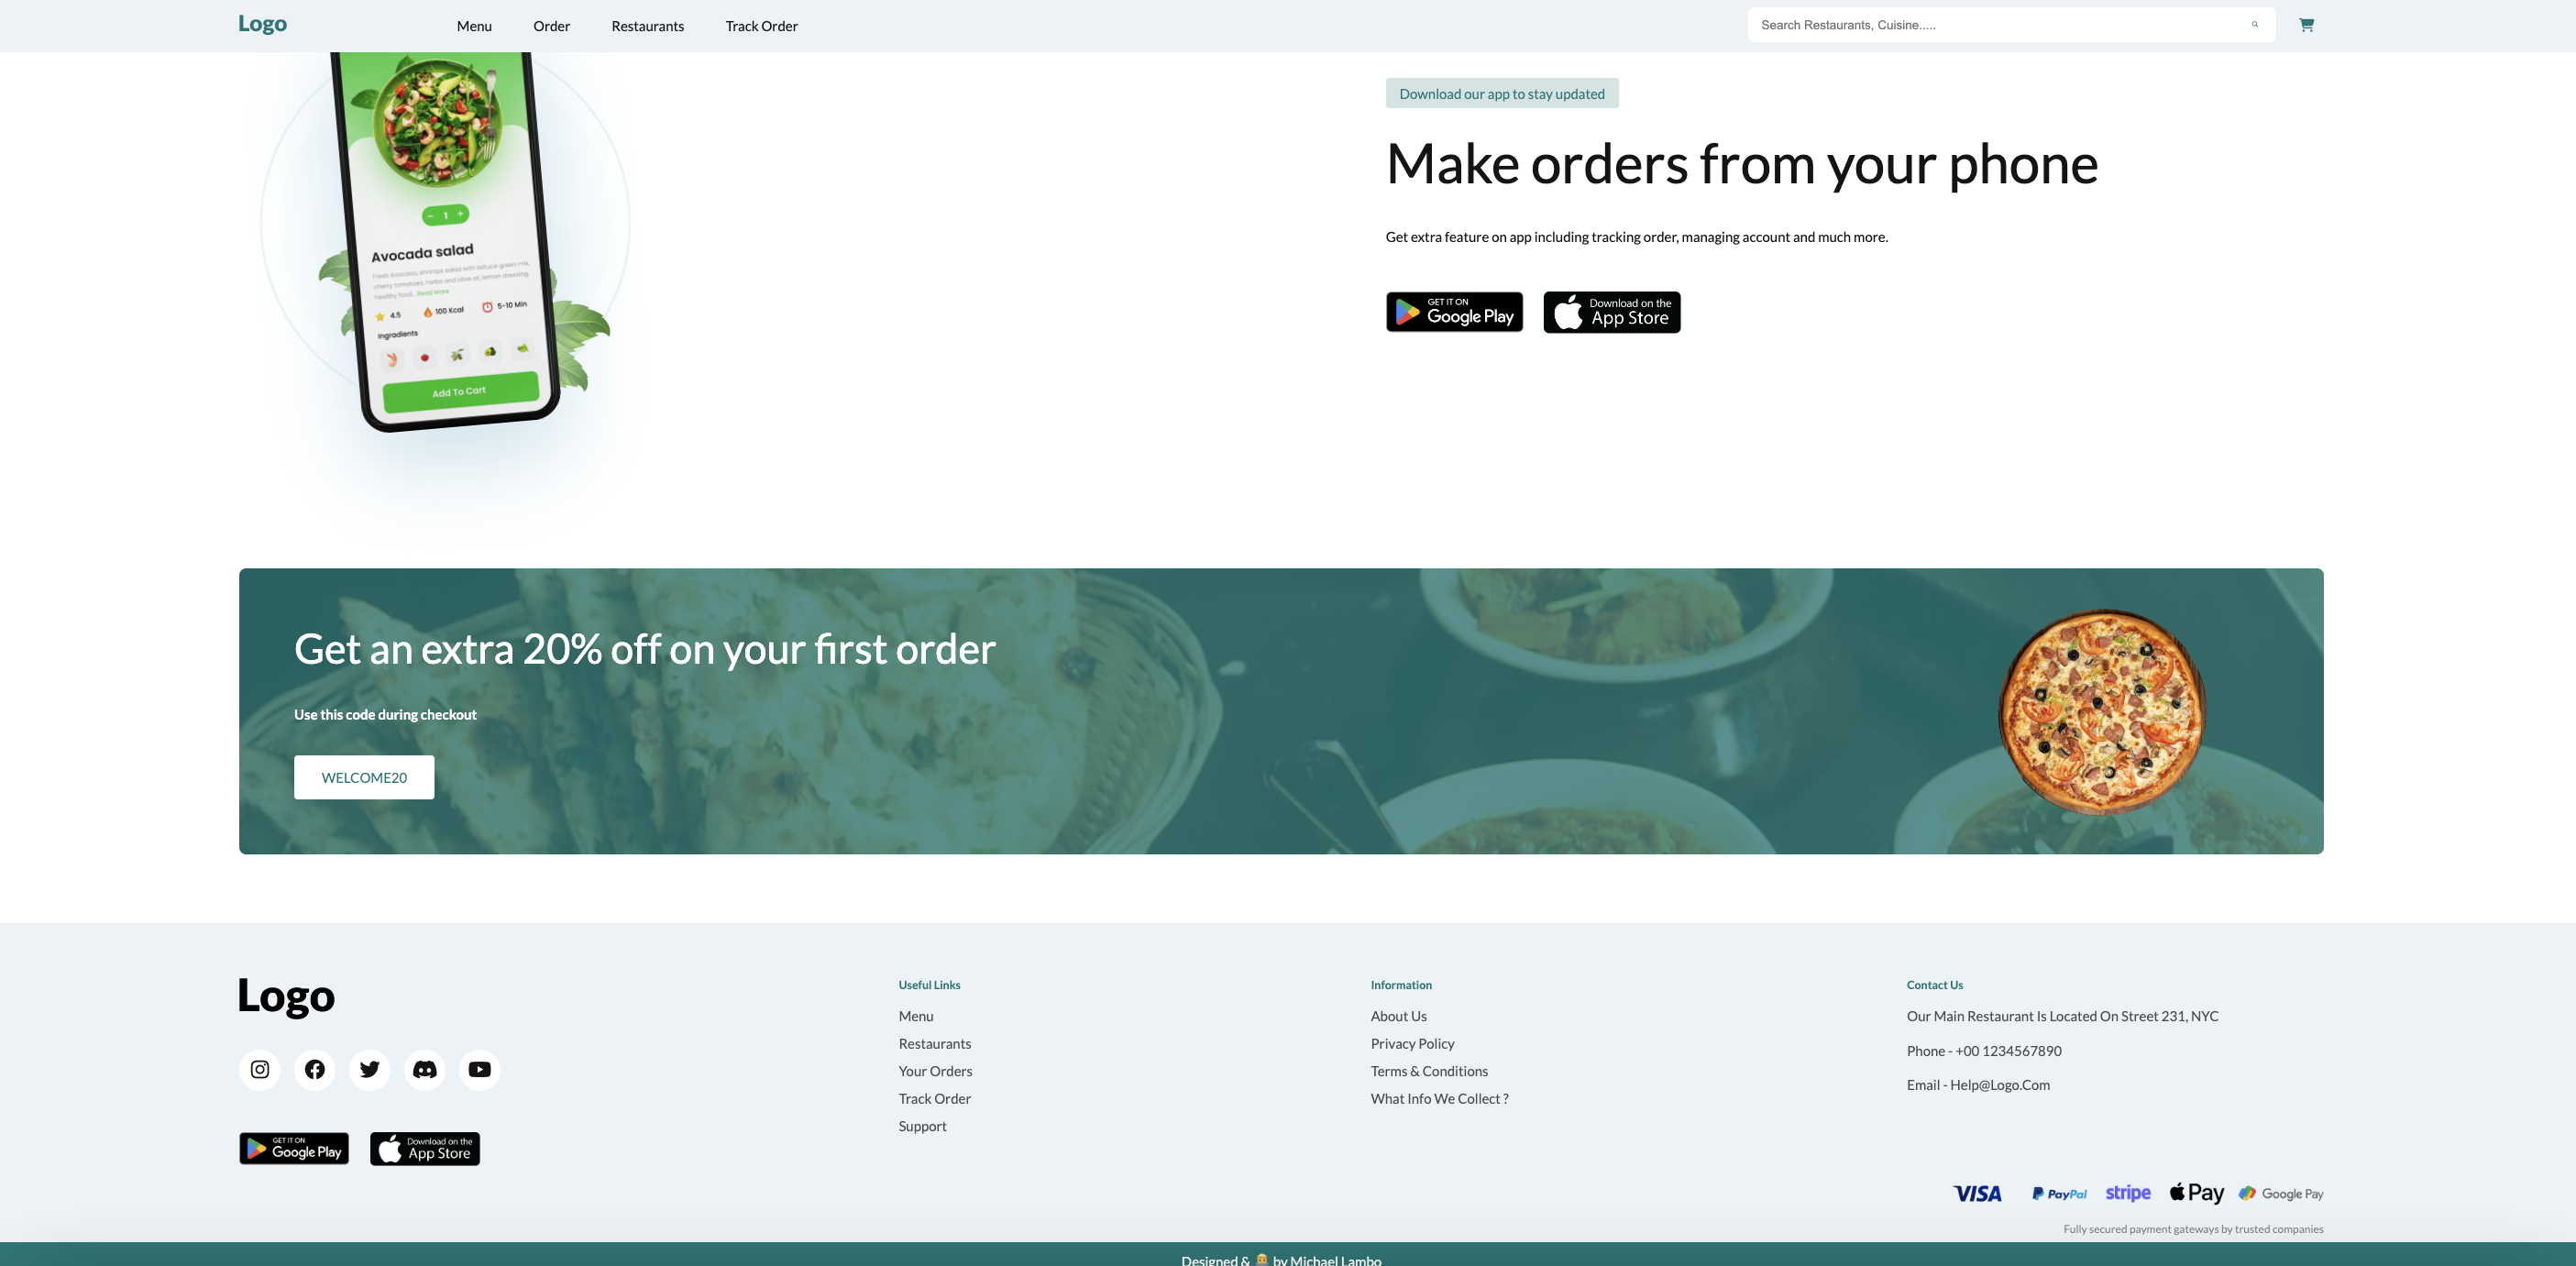 Logo
Menu
Order
Restaurants
Track Order
Search Restaurants, Cuisine.....
Download our app to stay updated
Make orders from your phone
Get extra feature on app including tracking order, managing account and much more.
GET IT ON
Google Play
Download on the
App Store
− 1 +
Avocada salad
Fresh Avocado, shrimps salad with lettuce green mix,
cherry tomatoes, herbs and olive oil, lemon dressing.
healthy food... Read More
4.5
100 Kcal
5-10 Min
Ingradients
Add To Cart
Get an extra 20% off on your first order
Use this code during checkout
WELCOME20
Logo
GET IT ON
Google Play
Download on the
App Store
Useful Links
Menu
Restaurants
Your Orders
Track Order
Support
Information
About Us
Privacy Policy
Terms & Conditions
What Info We Collect ?
Contact Us
Our Main Restaurant Is Located On Street 231, NYC
Phone - +00 1234567890
Email - Help@Logo.Com
VISA
PayPal
stripe
Pay
Google Pay
Fully secured payment gateways by trusted companies
Designed & 👨‍💻 by Michael Lambo